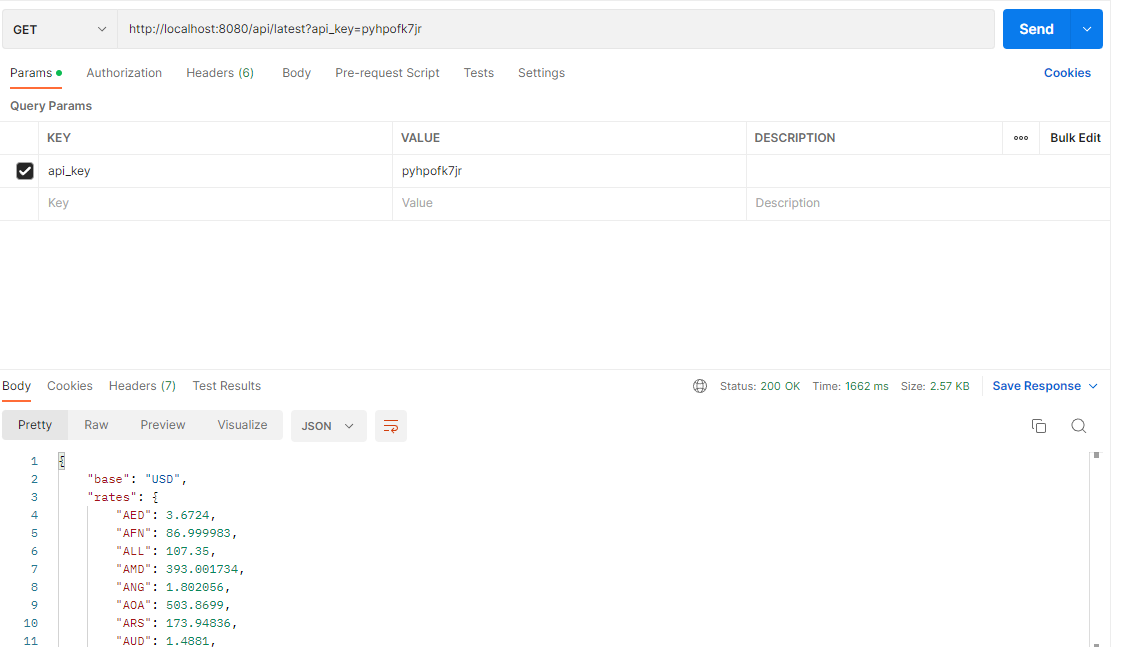 GET http://localhost:8080/api/latest?api_key=pyhpofk7jr Send
Params Authorization Headers (6) Body Pre-request Script Tests Settings Cookies
Query Params
KEY VALUE DESCRIPTION ooo Bulk Edit
api_key pyhpofk7jr
Key Value Description
Body Cookies Headers (7) Test Results Status: 200 OK Time: 1662 ms Size: 2.57 KB Save Response
Pretty Raw Preview Visualize JSON
1 {
2 "base": "USD",
3 "rates": {
4 "AED": 3.6724,
5 "AFN": 86.999983,
6 "ALL": 107.35,
7 "AMD": 393.001734,
8 "ANG": 1.802056,
9 "AOA": 503.8699,
10 "ARS": 173.94836,
11 "AUD": 1.4881,